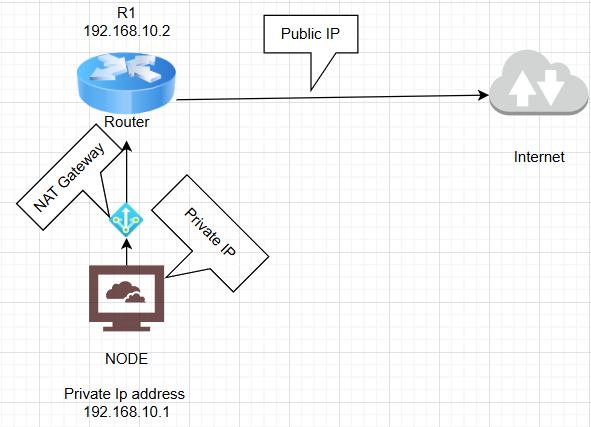 R1
192.168.10.2
Public IP
Router
Internet
NAT Gateway
Private IP
NODE
Private Ip address
192.168.10.1